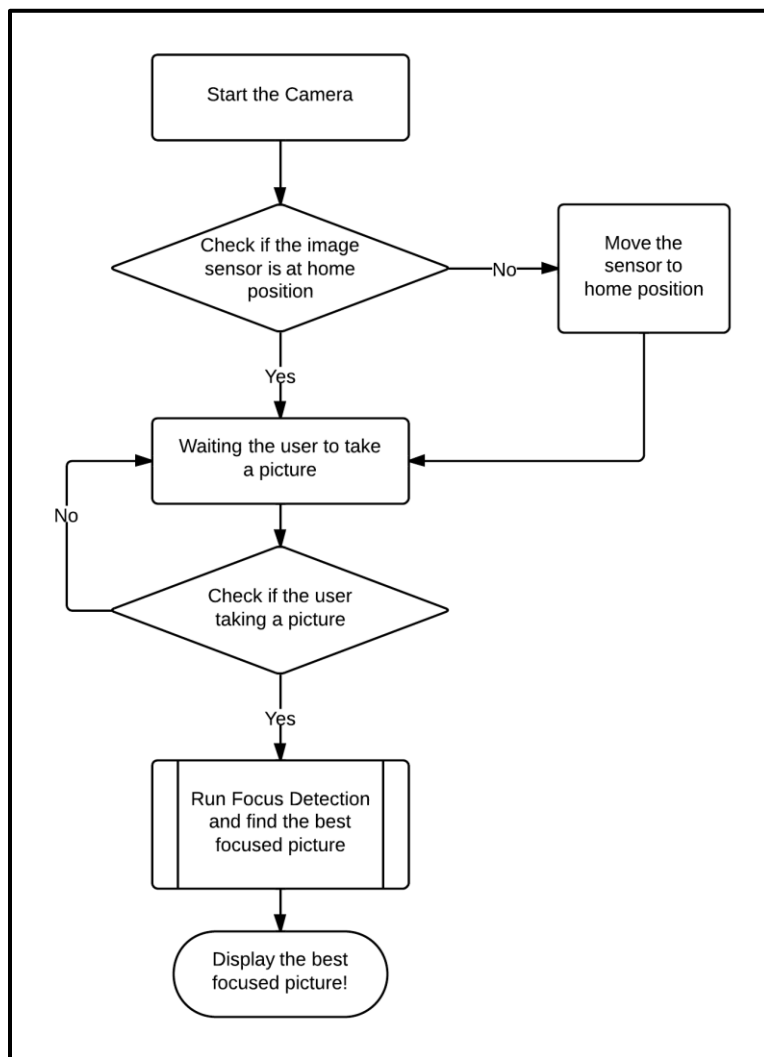 Start the Camera
Check if the image
sensor is at home
position
No
Move the
sensor to
home position
Yes
Waiting the user to take
a picture
No
Check if the user
taking a picture
Yes
Run Focus Detection
and find the best
focused picture
Display the best
focused picture!